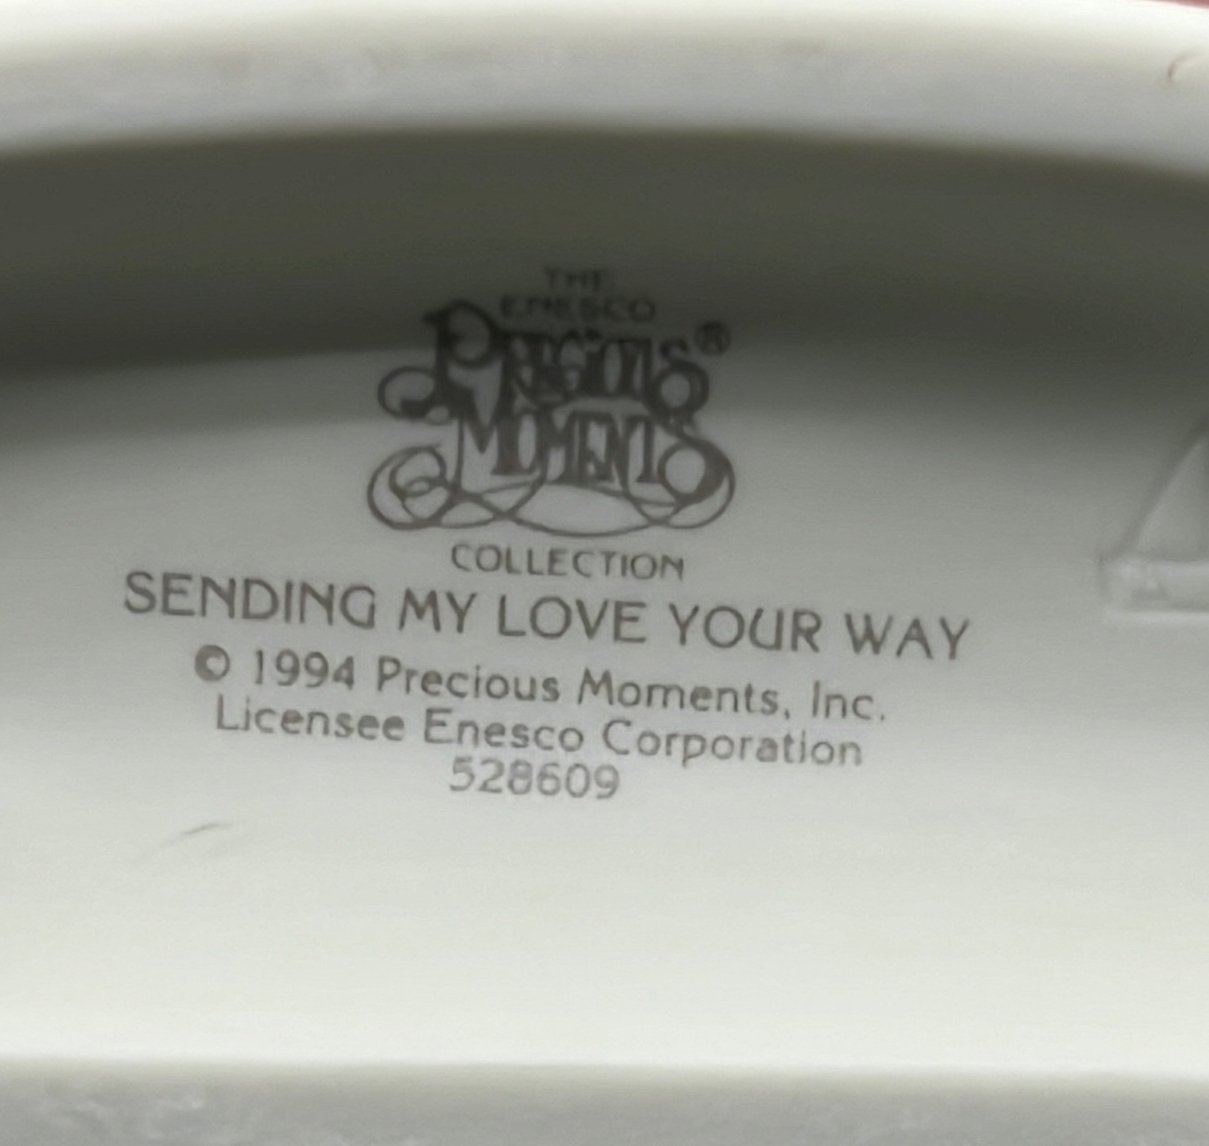 THE
ENESCO
PRECIOUS®
MOMENTS
COLLECTION
SENDING MY LOVE YOUR WAY
© 1994 Precious Moments, Inc.
Licensee Enesco Corporation
528609